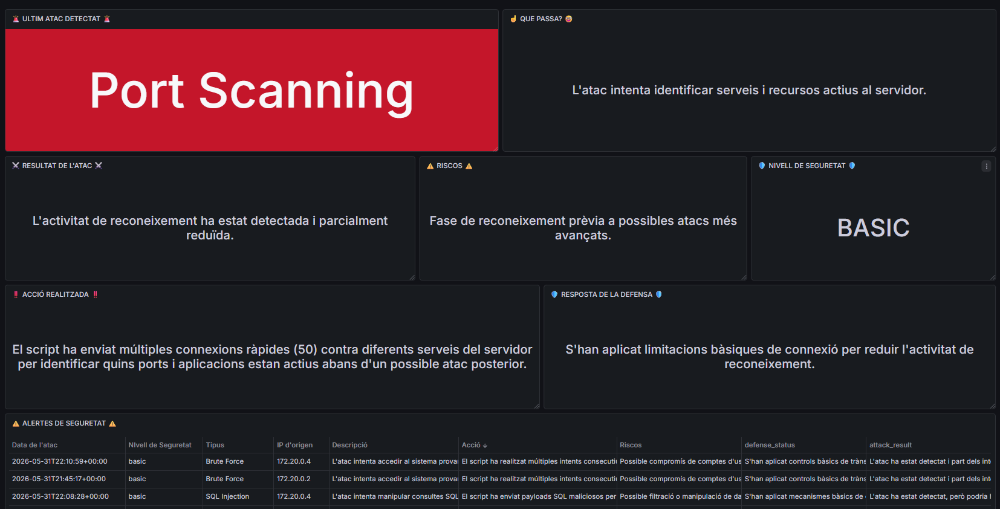 🚨 ULTIM ATAC DETECTAT 🚨
Port Scanning
☝️ QUE PASSA? 🍪
L'atac intenta identificar serveis i recursos actius al servidor.
⚔️ RESULTAT DE L'ATAC ⚔️
L'activitat de reconeixement ha estat detectada i parcialment
reduïda.
⚠️ RISCOS ⚠️
Fase de reconeixement prèvia a possibles atacs més
avançats.
🛡️ NIVELL DE SEGURETAT 🛡️
BASIC
‼️ ACCIÓ REALITZADA ‼️
El script ha enviat múltiples connexions ràpides (50) contra diferents serveis del servidor
per identificar quins ports i aplicacions estan actius abans d'un possible atac posterior.
🛡️ RESPOSTA DE LA DEFENSA 🛡️
S'han aplicat limitacions bàsiques de connexió per reduir l'activitat de
reconeixement.
⚠️ ALERTES DE SEGURETAT ⚠️
Data de l'atac NIvell de Seguretat Tipus IP d'origen Descripció Acció ↓ Riscos defense_status attack_result
2026-05-31T22:10:59+00:00 basic Brute Force 172.20.0.4 L'atac intenta accedir al sistema prova El script ha realitzat múltiples intents consecuti Possible compromís de comptes d'us S'han aplicat controls bàsics de tràns L'atac ha estat detectat i part dels int
2026-05-31T21:45:17+00:00 basic Brute Force 172.20.0.2 L'atac intenta accedir al sistema prova El script ha realitzat múltiples intents consecuti Possible compromís de comptes d'us S'han aplicat controls bàsics de tràns L'atac ha estat detectat i part dels int
2026-05-31T22:08:28+00:00 basic SQL Injection 172.20.0.4 L'atac intenta manipular consultes SQL El script ha enviat payloads SQL maliciosos per Possible filtració o manipulació de da S'han aplicat mecanismes bàsics de L'atac ha estat detectat, però podria